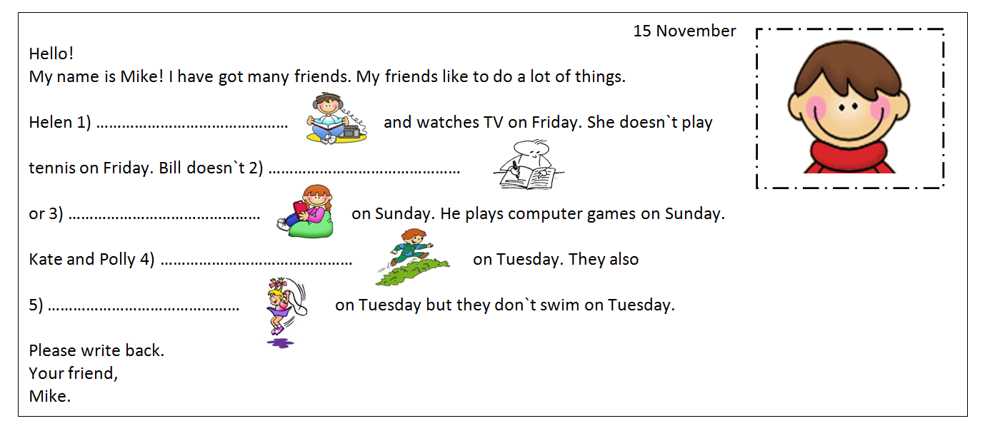 15 November
Hello!
My name is Mike! I have got many friends. My friends like to do a lot of things.
Helen 1) ……………………………………… and watches TV on Friday. She doesn`t play
tennis on Friday. Bill doesn`t 2) ………………………………………
or 3) ……………………………………… on Sunday. He plays computer games on Sunday.
Kate and Polly 4) ……………………………………… on Tuesday. They also
5) ……………………………………… on Tuesday but they don`t swim on Tuesday.
Please write back.
Your friend,
Mike.